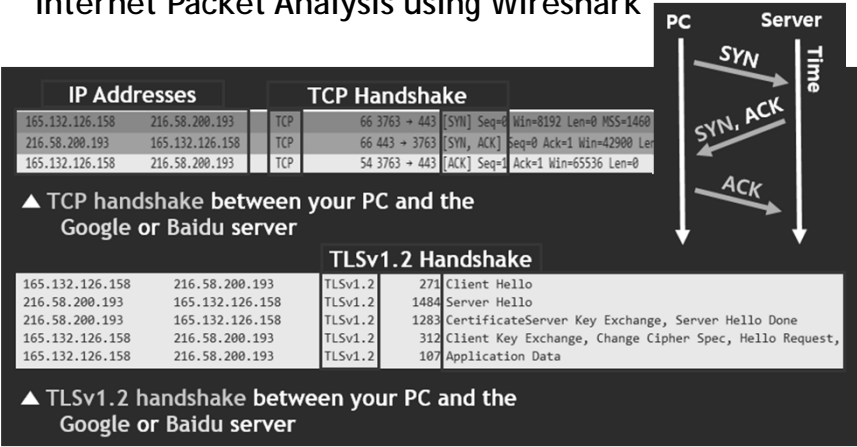 Internet Packet Analysis using Wireshark
PC Server
SYN
Time
SYN, ACK
ACK
IP Addresses TCP Handshake
165.132.126.158 216.58.200.193 TCP 66 3763 → 443 [SYN] Seq=0 Win=8192 Len=0 MSS=1460
216.58.200.193 165.132.126.158 TCP 66 443 → 3763 [SYN, ACK] Seq=0 Ack=1 Win=42900 Len
165.132.126.158 216.58.200.193 TCP 54 3763 → 443 [ACK] Seq=1 Ack=1 Win=65536 Len=0
▲ TCP handshake between your PC and the
Google or Baidu server
TLSv1.2 Handshake
165.132.126.158 216.58.200.193 TLSv1.2 271 Client Hello
216.58.200.193 165.132.126.158 TLSv1.2 1484 Server Hello
216.58.200.193 165.132.126.158 TLSv1.2 1283 CertificateServer Key Exchange, Server Hello Done
165.132.126.158 216.58.200.193 TLSv1.2 312 Client Key Exchange, Change Cipher Spec, Hello Request,
165.132.126.158 216.58.200.193 TLSv1.2 107 Application Data
▲ TLSv1.2 handshake between your PC and the
Google or Baidu server